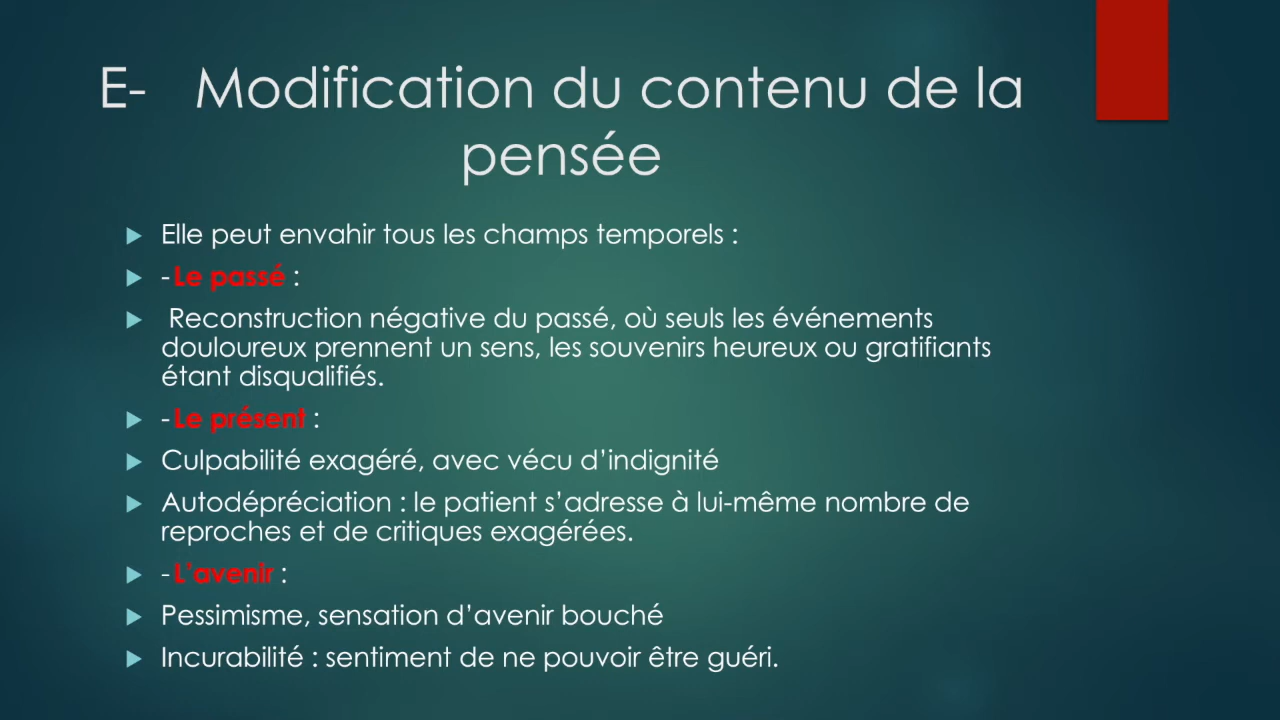 E- Modification du contenu de la
pensée
Elle peut envahir tous les champs temporels :
- Le passé :
Reconstruction négative du passé, où seuls les événements
douloureux prennent un sens, les souvenirs heureux ou gratifiants
étant disqualifiés.
- Le présent :
Culpabilité exagéré, avec vécu d’indignité
Autodépréciation : le patient s’adresse à lui-même nombre de
reproches et de critiques exagérées.
- L’avenir :
Pessimisme, sensation d’avenir bouché
Incurabilité : sentiment de ne pouvoir être guéri.